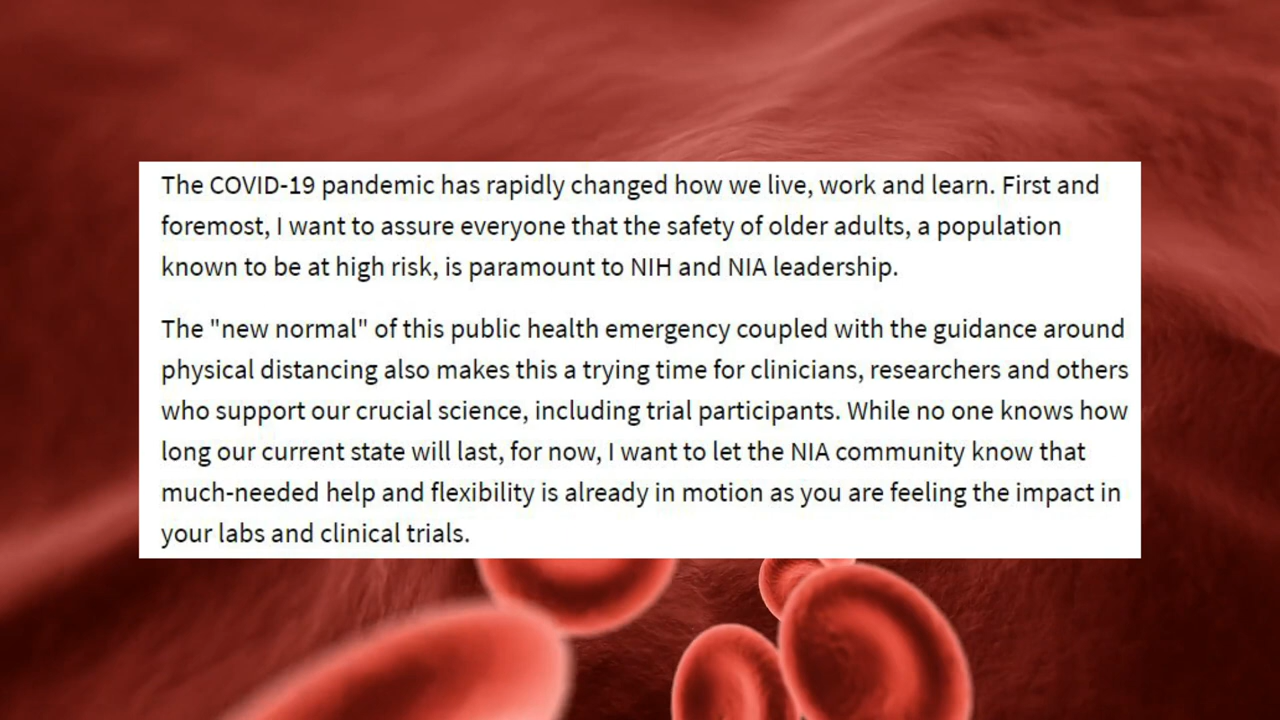 The COVID-19 pandemic has rapidly changed how we live, work and learn. First and
foremost, I want to assure everyone that the safety of older adults, a population
known to be at high risk, is paramount to NIH and NIA leadership.
The "new normal" of this public health emergency coupled with the guidance around
physical distancing also makes this a trying time for clinicians, researchers and others
who support our crucial science, including trial participants. While no one knows how
long our current state will last, for now, I want to let the NIA community know that
much-needed help and flexibility is already in motion as you are feeling the impact in
your labs and clinical trials.